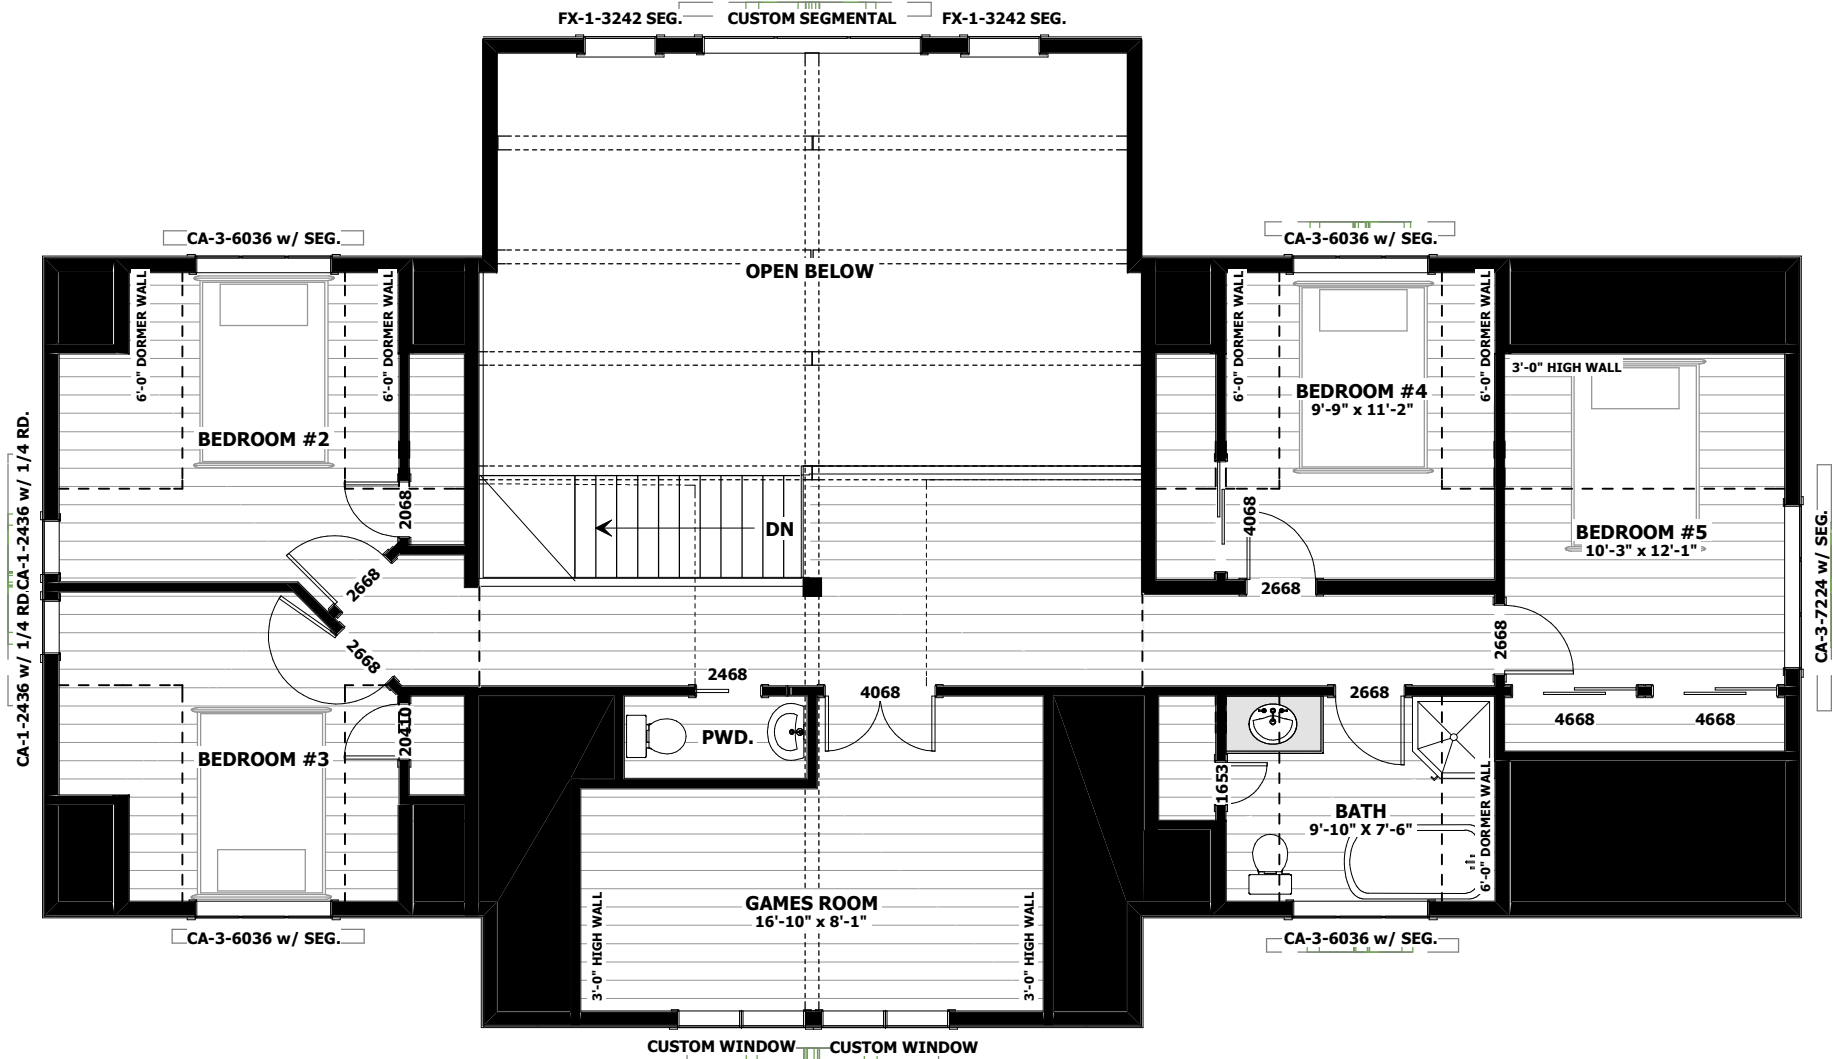 FX-1-3242 SEG.
CUSTOM SEGMENTAL
FX-1-3242 SEG.
CA-3-6036 w/ SEG.
CA-3-6036 w/ SEG.
OPEN BELOW
6'-0" DORMER WALL
6'-0" DORMER WALL
6'-0" DORMER WALL
6'-0" DORMER WALL
3'-0" HIGH WALL
BEDROOM #4
9'-9" x 11'-2"
BEDROOM #2
CA-1-2436 w/ 1/4 RD.
2068
DN
4068
BEDROOM #5
10'-3" x 12'-1"
CA-3-7224 w/ SEG.
2668
2668
2668
2668
CA-1-2436 w/ 1/4 RD.
2468
4068
2668
4668
4668
20410
PWD.
BEDROOM #3
1653
BATH
9'-10" X 7'-6"
6'-0" DORMER WALL
GAMES ROOM
16'-10" x 8'-1"
3'-0" HIGH WALL
3'-0" HIGH WALL
CA-3-6036 w/ SEG.
CA-3-6036 w/ SEG.
CUSTOM WINDOW
CUSTOM WINDOW